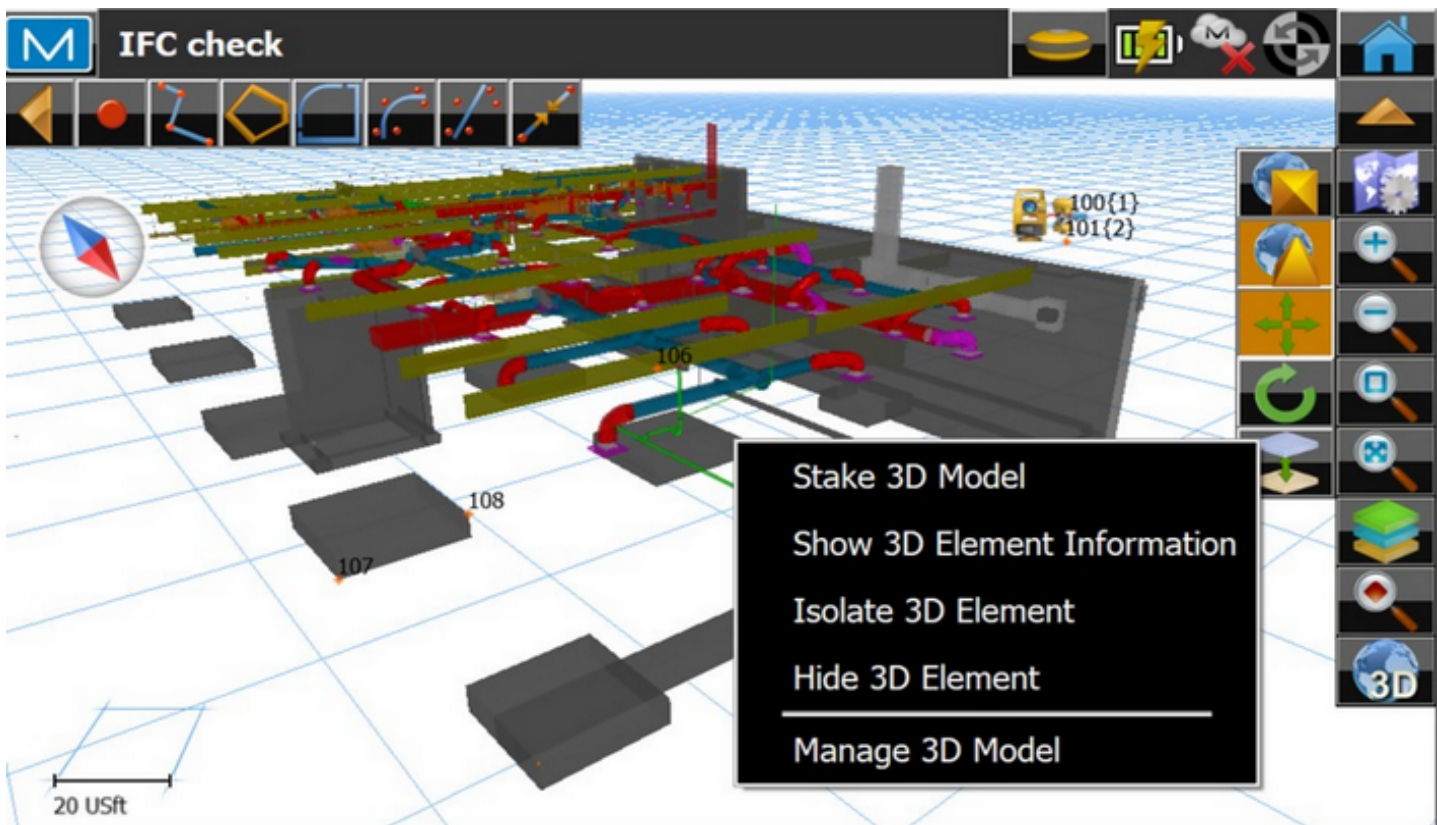 M IFC check
M
100{1}
101{2}
106
108
107
Stake 3D Model
Show 3D Element Information
Isolate 3D Element
Hide 3D Element
Manage 3D Model
3D
20 USft